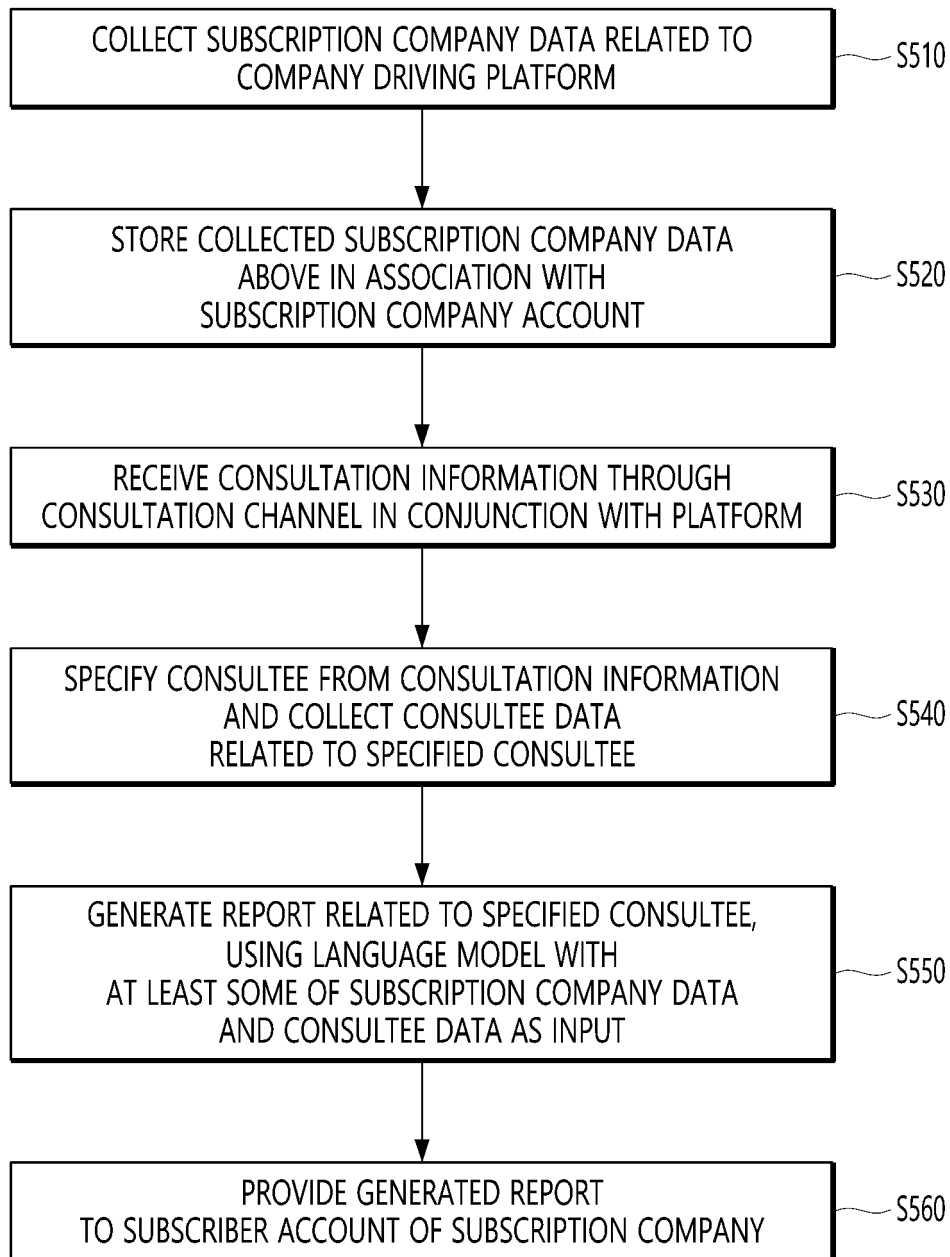 COLLECT SUBSCRIPTION COMPANY DATA RELATED TO
COMPANY DRIVING PLATFORM
S510
STORE COLLECTED SUBSCRIPTION COMPANY DATA
ABOVE IN ASSOCIATION WITH
SUBSCRIPTION COMPANY ACCOUNT
S520
RECEIVE CONSULTATION INFORMATION THROUGH
CONSULTATION CHANNEL IN CONJUNCTION WITH PLATFORM
S530
SPECIFY CONSULTEE FROM CONSULTATION INFORMATION
AND COLLECT CONSULTEE DATA
RELATED TO SPECIFIED CONSULTEE
S540
GENERATE REPORT RELATED TO SPECIFIED CONSULTEE,
USING LANGUAGE MODEL WITH
AT LEAST SOME OF SUBSCRIPTION COMPANY DATA
AND CONSULTEE DATA AS INPUT
S550
PROVIDE GENERATED REPORT
TO SUBSCRIBER ACCOUNT OF SUBSCRIPTION COMPANY
S560